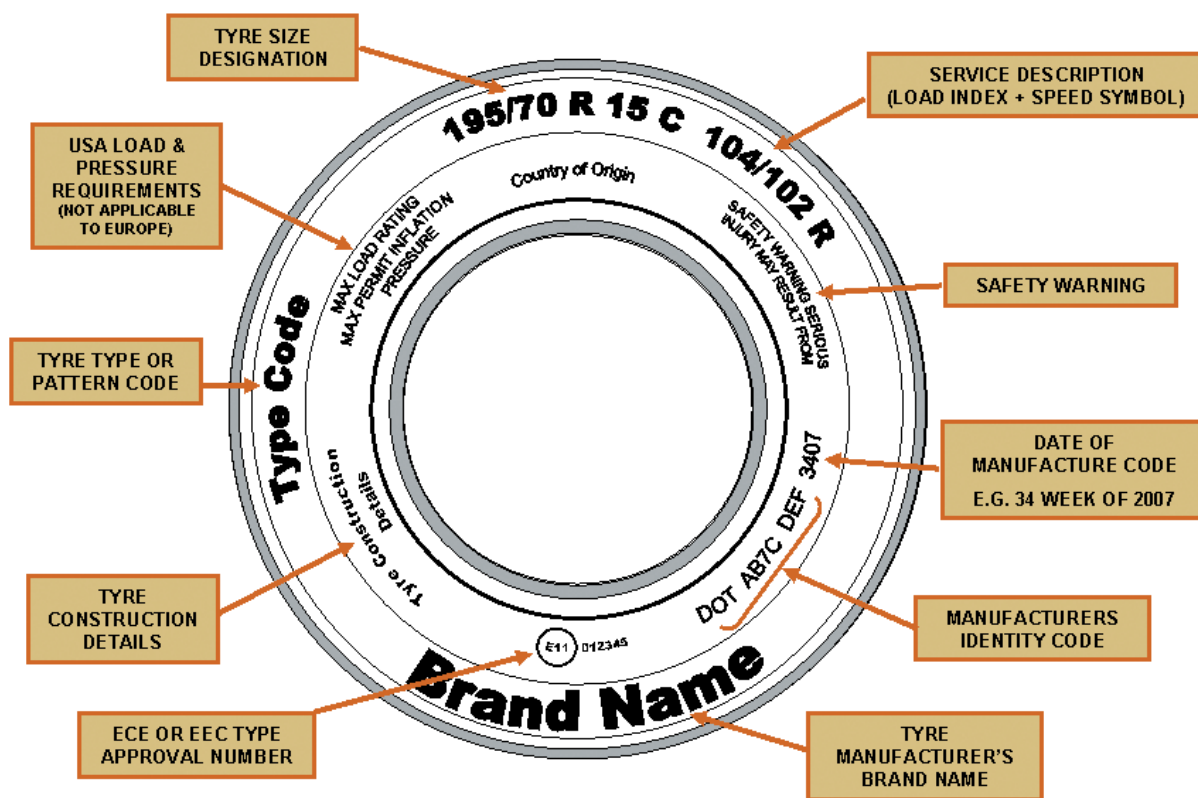 TYRE SIZE
DESIGNATION
SERVICE DESCRIPTION
(LOAD INDEX + SPEED SYMBOL)
USA LOAD &
PRESSURE
REQUIREMENTS
(NOT APPLICABLE
TO EUROPE)
195/70 R 15 C 104/102 R
Country of Origin
MAX LOAD RATING
MAX PERMIT INFLATION
PRESSURE
SAFETY WARNING SERIOUS
INJURY MAY RESULT FROM
SAFETY WARNING
TYRE TYPE OR
PATTERN CODE
Type Code
DATE OF
MANUFACTURE CODE
E.G. 34 WEEK OF 2007
Tyre Construction
Details
DOT AB7C DEF 3407
TYRE
CONSTRUCTION
DETAILS
MANUFACTURERS
IDENTITY CODE
E11 012345
Brand Name
ECE OR EEC TYPE
APPROVAL NUMBER
TYRE
MANUFACTURER'S
BRAND NAME